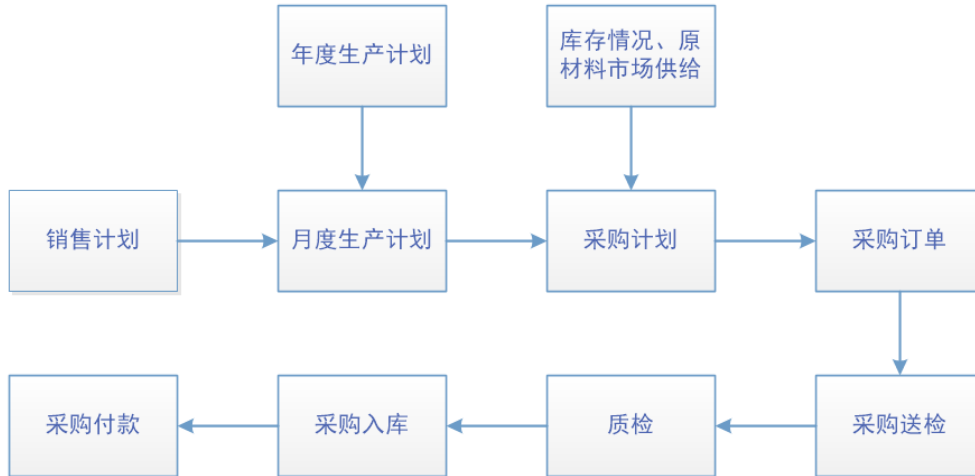 年度生产计划
库存情况、原
材料市场供给
销售计划
月度生产计划
采购计划
采购订单
采购付款
采购入库
质检
采购送检